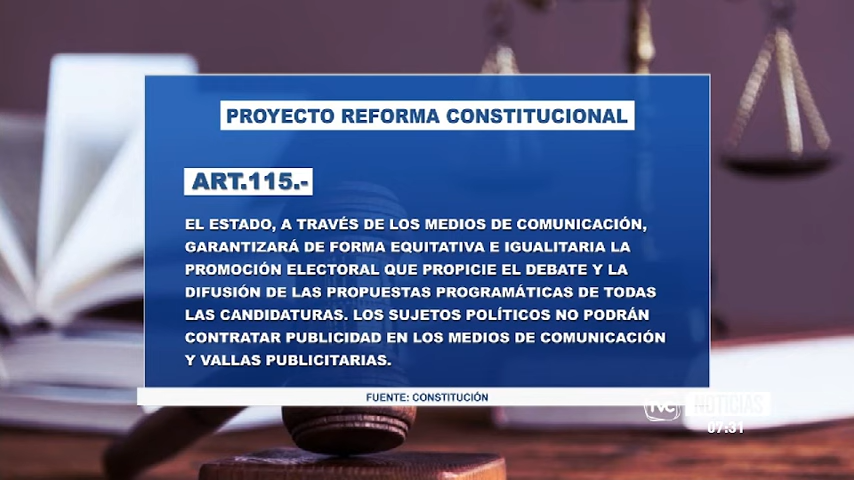 PROYECTO REFORMA CONSTITUCIONAL
ART.115.-
EL ESTADO, A TRAVÉS DE LOS MEDIOS DE COMUNICACIÓN,
GARANTIZARÁ DE FORMA EQUITATIVA E IGUALITARIA LA
PROMOCIÓN ELECTORAL QUE PROPICIE EL DEBATE Y LA
DIFUSIÓN DE LAS PROPUESTAS PROGRAMÁTICAS DE TODAS
LAS CANDIDATURAS. LOS SUJETOS POLÍTICOS NO PODRÁN
CONTRATAR PUBLICIDAD EN LOS MEDIOS DE COMUNICACIÓN
Y VALLAS PUBLICITARIAS.
FUENTE: CONSTITUCIÓN
tvc NOTICIAS
07:31